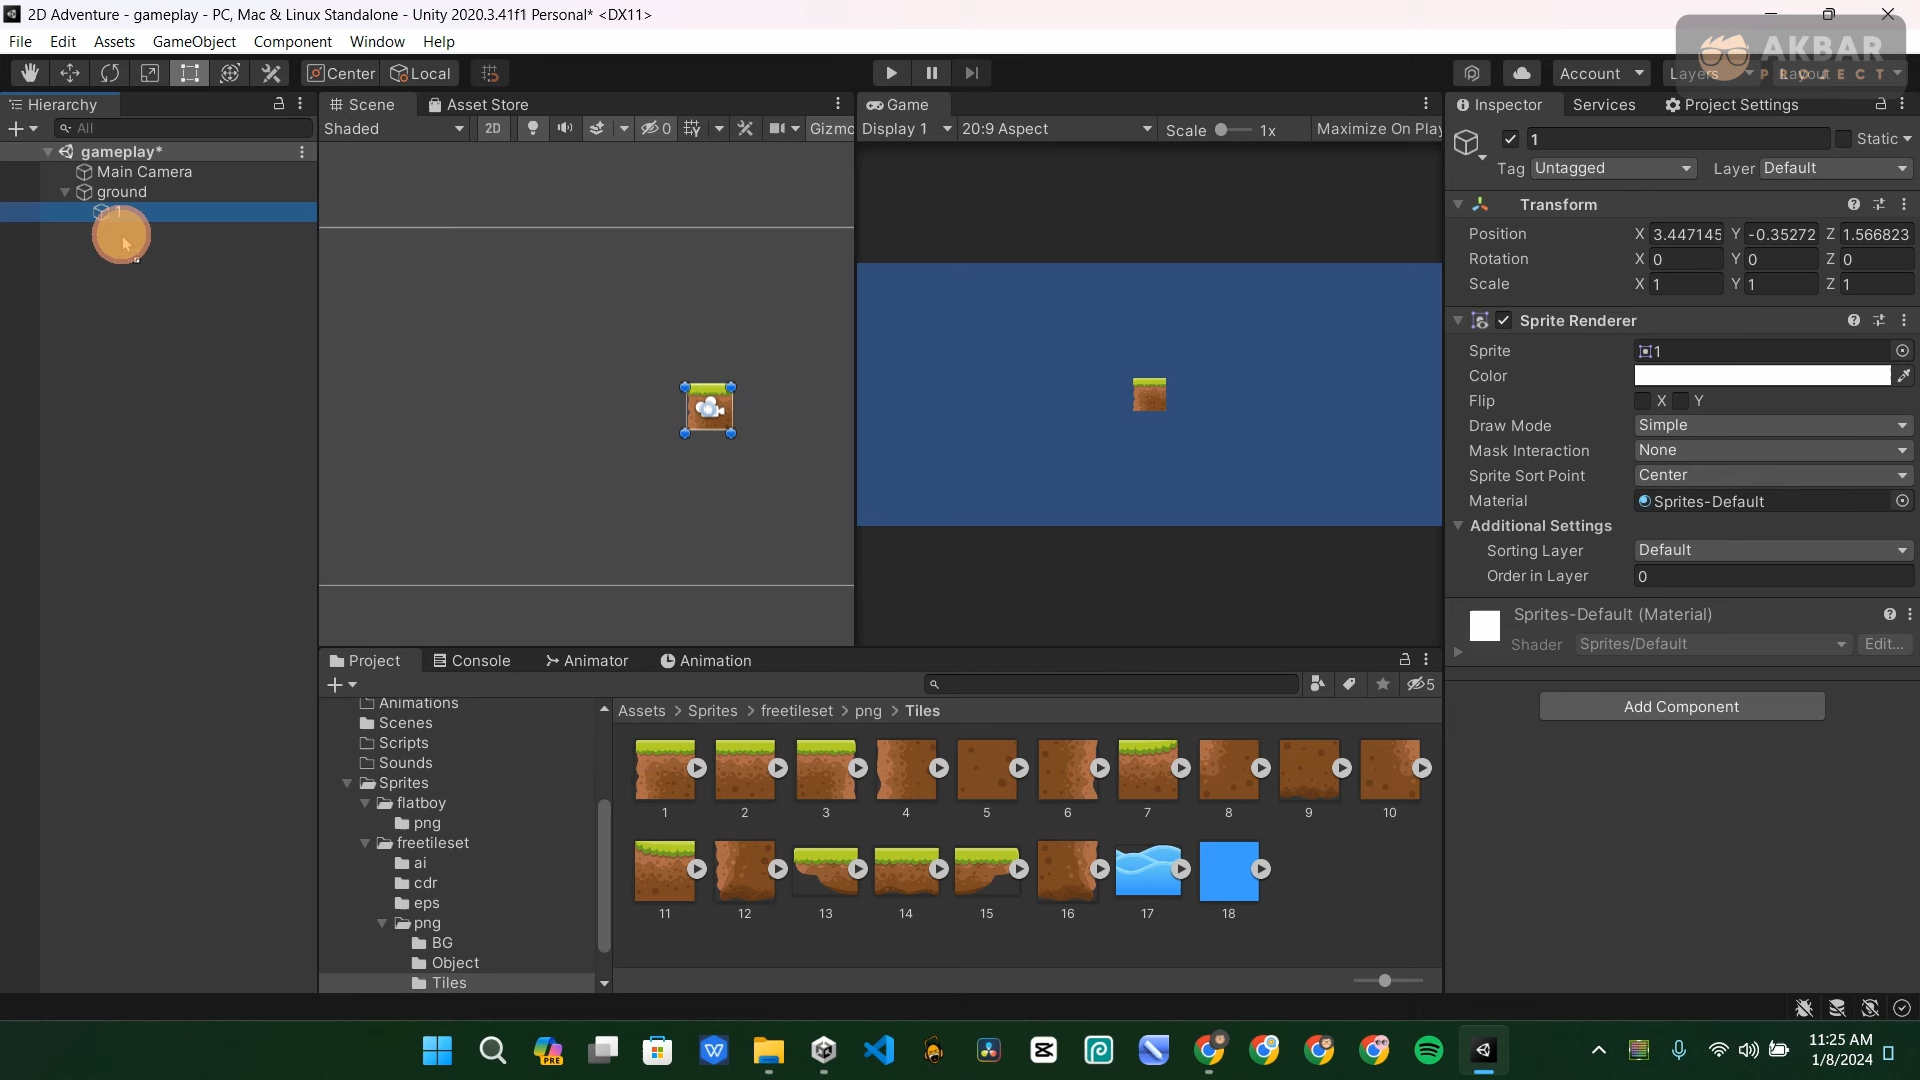 2D Adventure - gameplay - PC, Mac & Linux Standalone - Unity 2020.3.41f1 Personal* <DX11>
File Edit Assets GameObject Component Window Help
AKBAR
PROJECT
Center Local
Account
Layers
Hierarchy
Scene Asset Store
Game
Inspector Services Project Settings
All
Shaded 2D 0 Gizmo
Display 1 20:9 Aspect Scale 1x Maximize On Play
1 Static
gameplay*
Tag Untagged Layer Default
Main Camera
ground
1
Transform
Position X 3.447145 Y -0.35272 Z 1.566823
Rotation X 0 Y 0 Z 0
Scale X 1 Y 1 Z 1
Sprite Renderer
Sprite 1
Color
Flip X Y
Draw Mode Simple
Mask Interaction None
Sprite Sort Point Center
Material Sprites-Default
Additional Settings
Sorting Layer Default
Order in Layer 0
Sprites-Default (Material)
Shader Sprites/Default Edit...
Add Component
Project Console Animator Animation
5
Animations
Scenes
Scripts
Sounds
Sprites
flatboy
png
freetileset
ai
cdr
eps
png
BG
Object
Tiles
Assets > Sprites > freetileset > png > Tiles
1 2 3 4 5 6 7 8 9 10
11 12 13 14 15 16 17 18
PRE
11:25 AM
1/8/2024